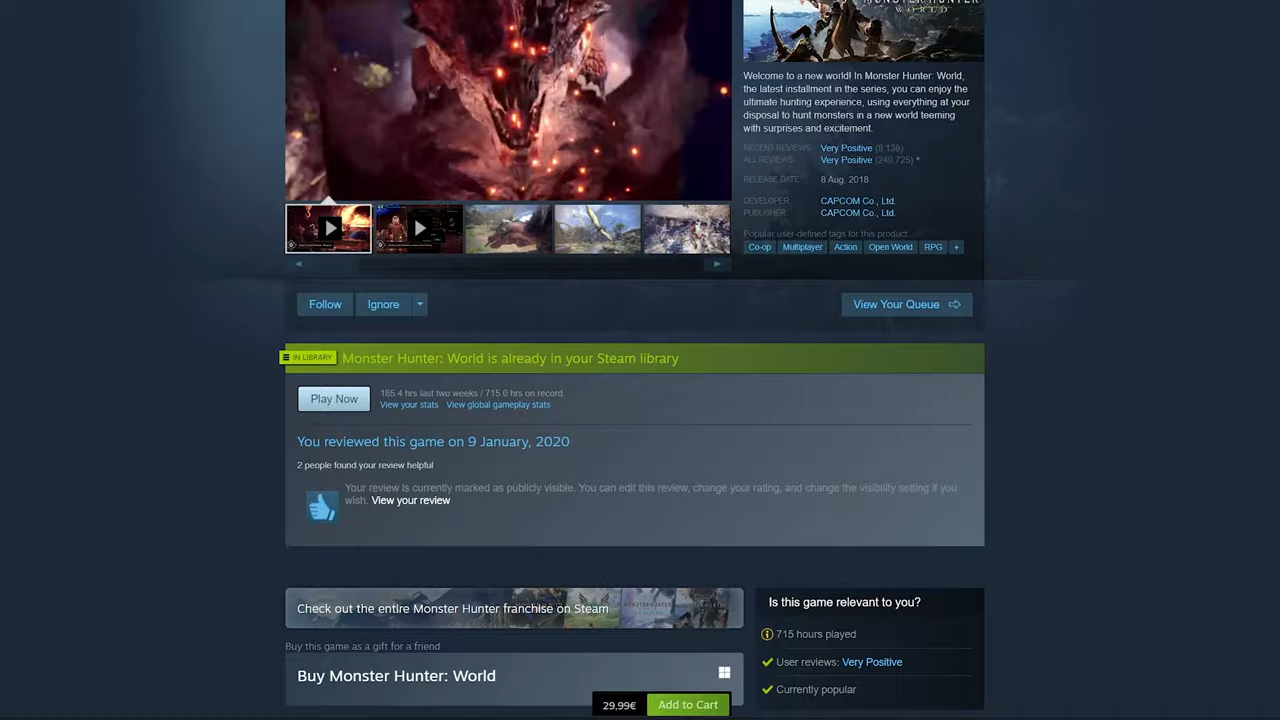 WORLD
Welcome to a new world! In Monster Hunter: World,
the latest installment in the series, you can enjoy the
ultimate hunting experience, using everything at your
disposal to hunt monsters in a new world teeming
with surprises and excitement.
RECENT REVIEWS: Very Positive (8,138)
ALL REVIEWS: Very Positive (249,725) *
RELEASE DATE: 8 Aug, 2018
DEVELOPER: CAPCOM Co., Ltd.
PUBLISHER: CAPCOM Co., Ltd.
Popular user-defined tags for this product:
Co-op Multiplayer Action Open World RPG +
Follow Ignore View Your Queue
IN LIBRARY Monster Hunter: World is already in your Steam library
Play Now
185.4 hrs last two weeks / 715.0 hrs on record
View your stats View global gameplay stats
You reviewed this game on 9 January, 2020
2 people found your review helpful
Your review is currently marked as publicly visible. You can edit this review, change your rating, and change the visibility setting if you
wish. View your review
Check out the entire Monster Hunter franchise on Steam
Buy this game as a gift for a friend
Buy Monster Hunter: World
29,99€ Add to Cart
Is this game relevant to you?
715 hours played
User reviews: Very Positive
Currently popular